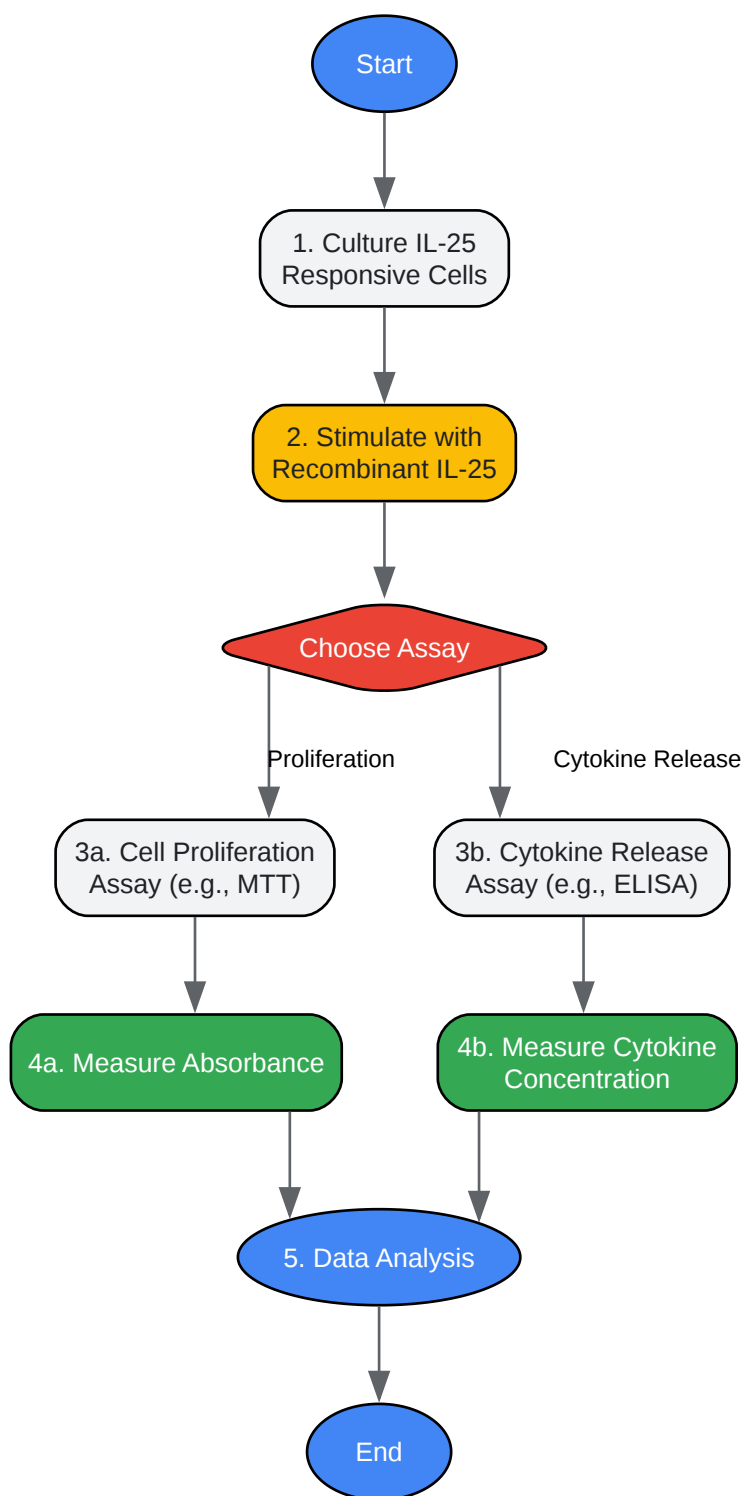 Start
1. Culture IL-25
Responsive Cells
2. Stimulate with
Recombinant IL-25
Choose Assay
Proliferation
Cytokine Release
3a. Cell Proliferation
Assay (e.g., MTT)
3b. Cytokine Release
Assay (e.g., ELISA)
4a. Measure Absorbance
4b. Measure Cytokine
Concentration
5. Data Analysis
End